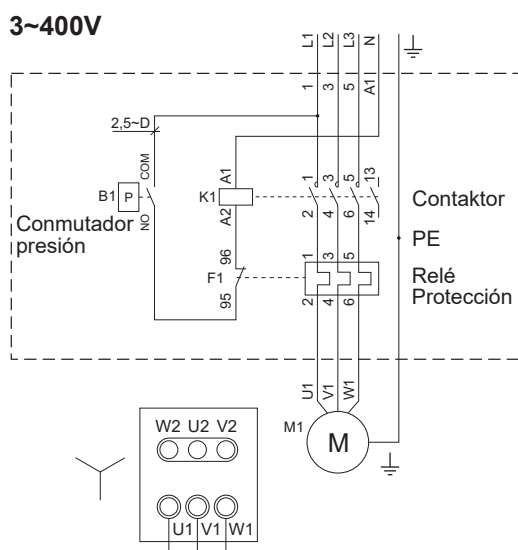 3~400V
L1 L2 L3 N
1 3 5 A1
2,5~D
COM
B1 P
NO
Conmutador
presión
A1
K1
A2
1 3 5 13
2 4 6 14
Contaktor
PE
96
F1
95
1 3 5
2 4 6
Relé
Protección
U1 V1 W1
M1
M
W2 U2 V2
U1 V1 W1